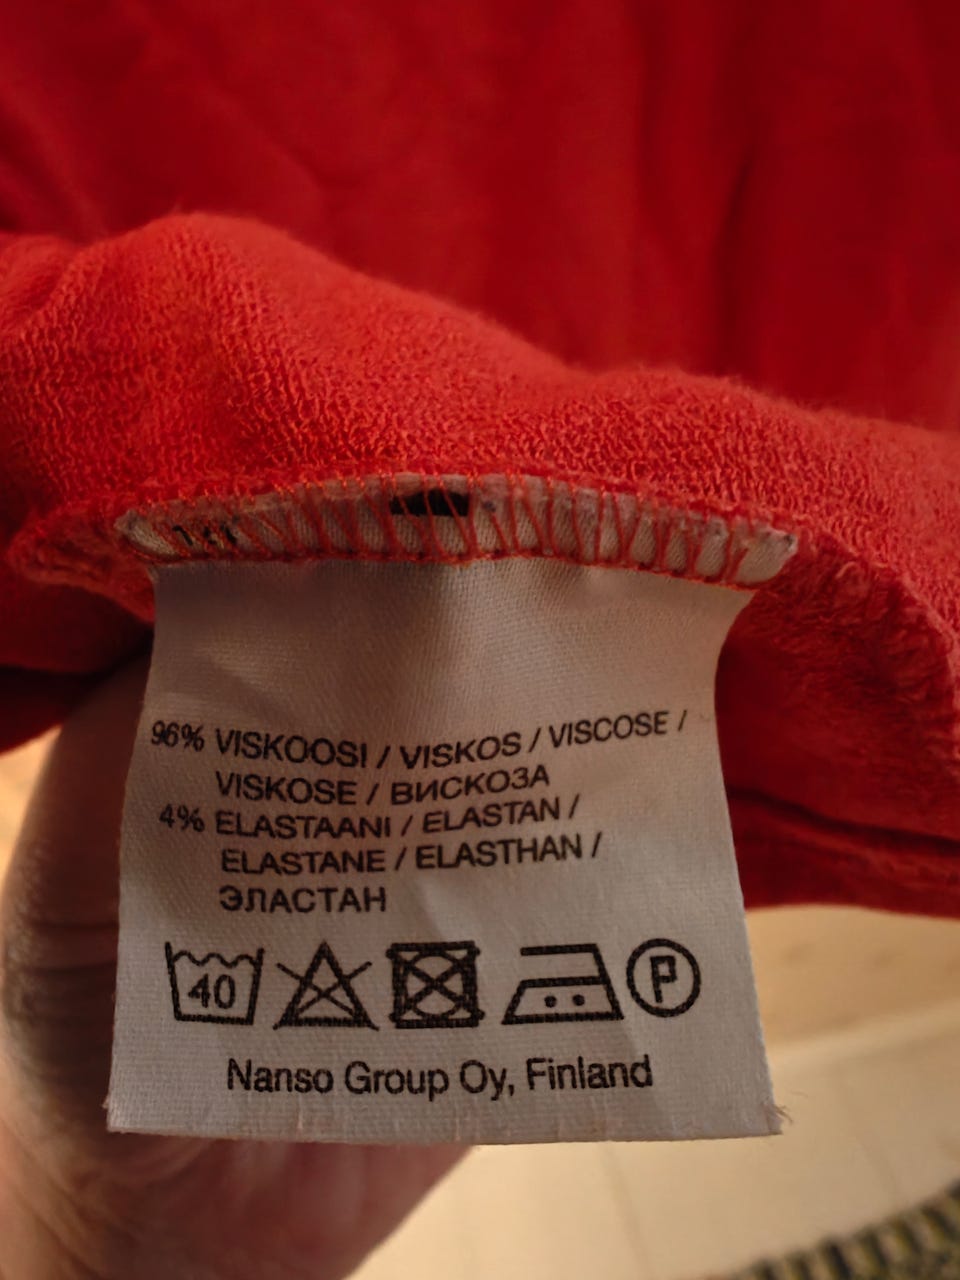 96% VISKOOSI / VISKOS / VISCOSE /
VISKOSE / ВИСКОЗА
4% ELASTAANI / ELASTAN /
ELASTANE / ELASTHAN /
ЭЛАСТАН
40 P
Nanso Group Oy, Finland